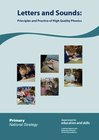 Letters and Sounds:
Principles and Practice of High Quality Phonics
Primary
National Strategy
department for
education and skills